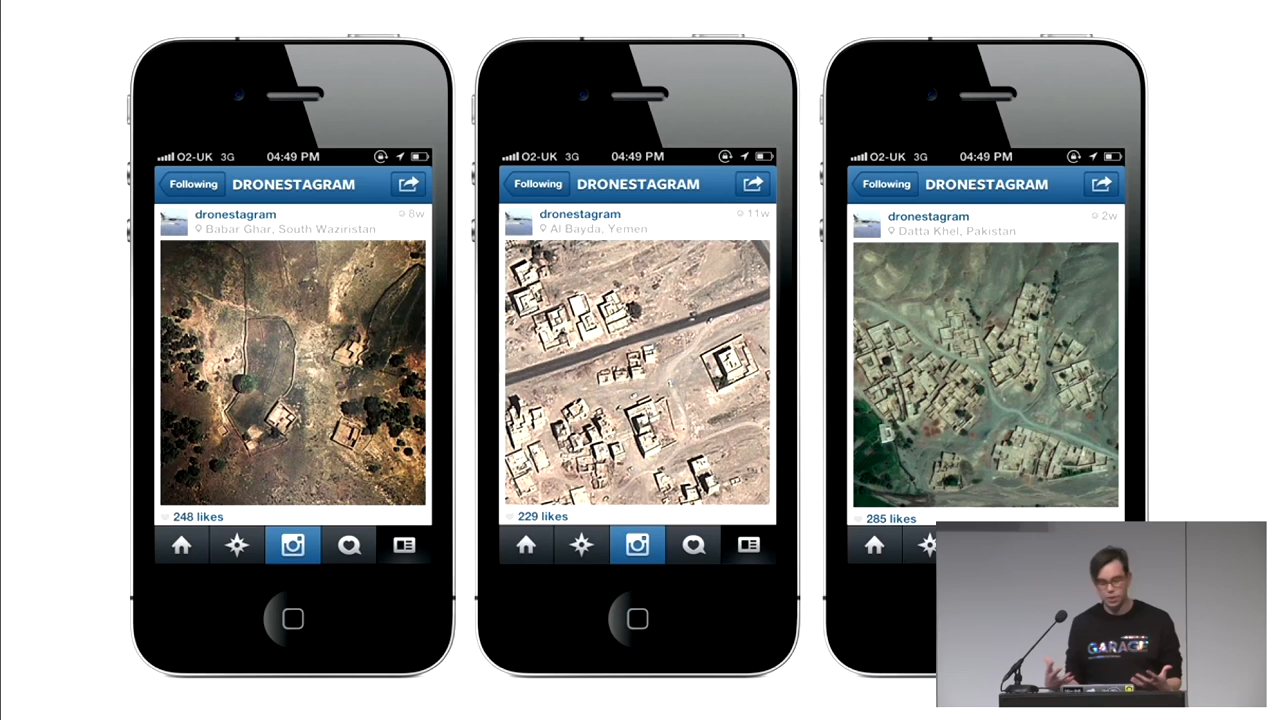 O2-UK 3G 04:49 PM
Following DRONESTAGRAM
dronestagram 8w
Babar Ghar, South Waziristan
248 likes
O2-UK 3G 04:49 PM
Following DRONESTAGRAM
dronestagram 11w
Al Bayda, Yemen
229 likes
O2-UK 3G 04:49 PM
Following DRONESTAGRAM
dronestagram 2w
Datta Khel, Pakistan
285 likes
GARAGE